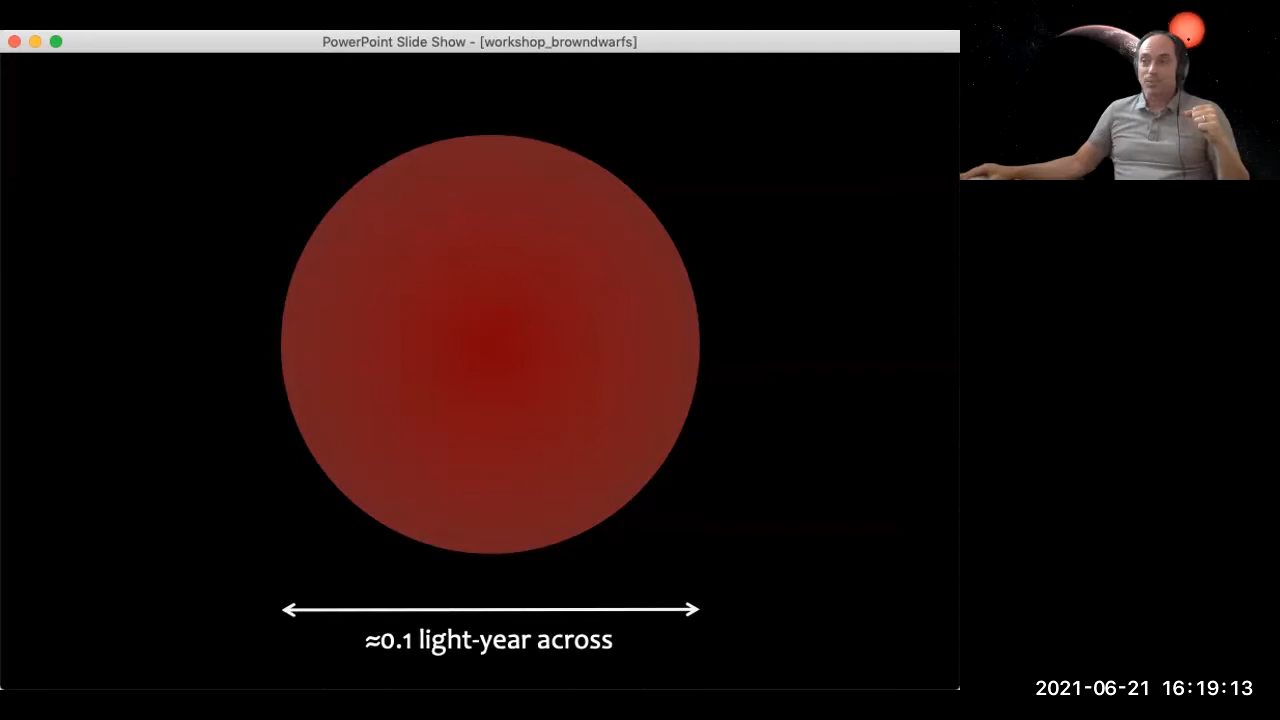 PowerPoint Slide Show - [workshop_browndwarfs]
≈0.1 light-year across
2021-06-21 16:19:13